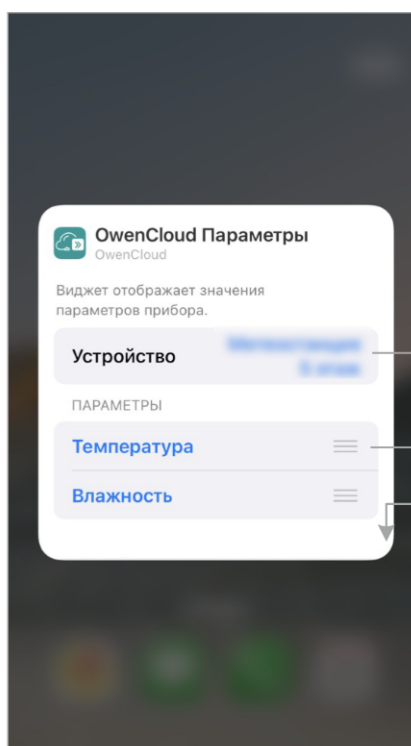 OwenCloud Параметры
OwenCloud
Виджет отображает значения
параметров прибора.
Устройство
ПАРАМЕТРЫ
Температура
Влажность